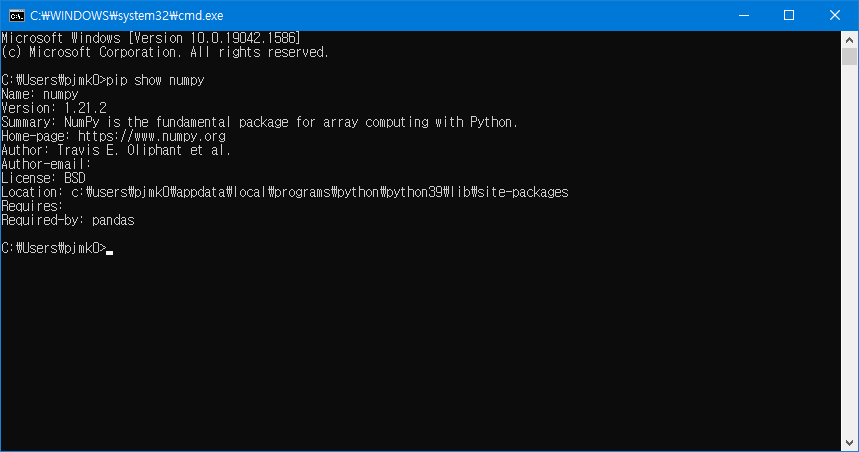 C:₩WINDOWS₩system32₩cmd.exe
Microsoft Windows [Version 10.0.19042.1586]
(c) Microsoft Corporation. All rights reserved.
C:₩Users₩pjmk0>pip show numpy
Name: numpy
Version: 1.21.2
Summary: NumPy is the fundamental package for array computing with Python.
Home-page: https://www.numpy.org
Author: Travis E. Oliphant et al.
Author-email:
License: BSD
Location: c:₩users₩pjmk0₩appdata₩local₩programs₩python₩python39₩lib₩site-packages
Requires:
Required-by: pandas
C:₩Users₩pjmk0>